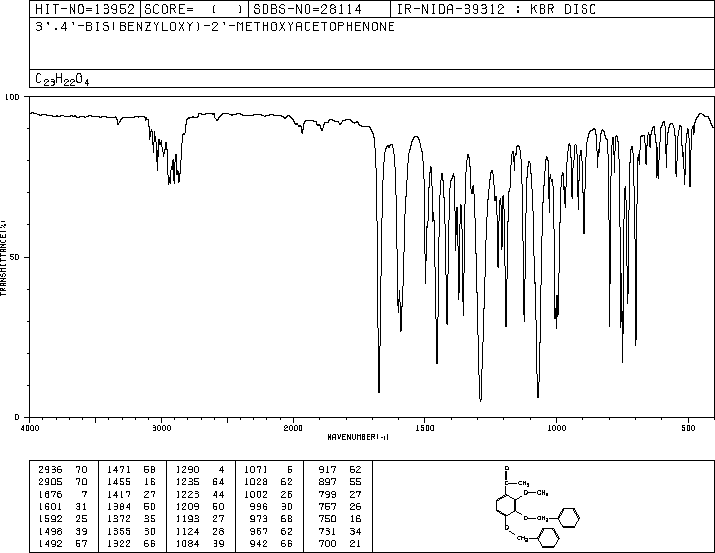 HIT-NO=13952 SCORE= ( ) SDBS-NO=28114 IR-NIDA-39312 : KBR DISC
3'.4'-BIS(BENZYLOXY)-2'-METHOXYACETOPHENONE
C23H22O4
100
50
0
TRANSMITTANCE(%)
4000 3000 2000 1500 1000 500
WAVENUMBER(-1)
2936 70 1471 58 1290 4 1071 5 917 62
2905 70 1455 16 1235 64 1028 62 897 55
1676 7 1417 27 1223 44 1002 26 799 27
1601 31 1384 60 1209 50 996 30 757 26
1592 25 1372 35 1193 27 973 68 750 16
1498 39 1355 30 1124 28 967 62 731 34
1492 67 1322 66 1084 39 942 66 700 21
O
C-CH3
O-CH3
O-CH2
O-CH2